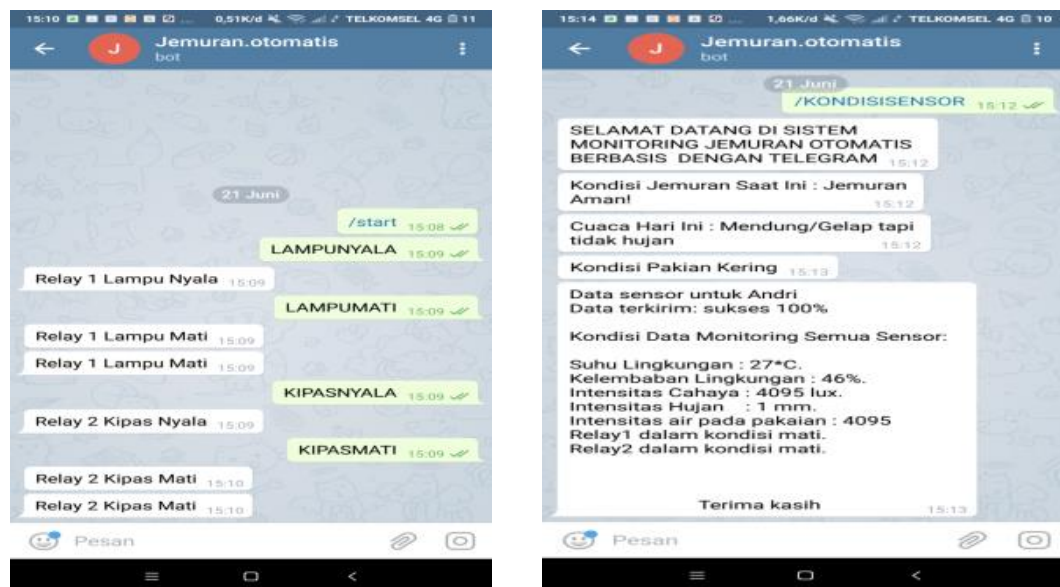 15:10
0,51K/d
TELKOMSEL 4G
11
J
Jemuran.otomatis
bot
21 Juni
/start 15:08
LAMPUNYALA 15:09
Relay 1 Lampu Nyala 15:09
LAMPUMATI 15:09
Relay 1 Lampu Mati 15:09
Relay 1 Lampu Mati 15:09
KIPASNYALA 15:09
Relay 2 Kipas Nyala 15:09
KIPASMATI 15:09
Relay 2 Kipas Mati 15:10
Relay 2 Kipas Mati 15:10
Pesan
15:14
1,66K/d
TELKOMSEL 4G
10
J
Jemuran.otomatis
bot
21 Juni
/KONDISISENSOR 15:12
SELAMAT DATANG DI SISTEM
MONITORING JEMURAN OTOMATIS
BERBASIS DENGAN TELEGRAM 15:12
Kondisi Jemuran Saat Ini : Jemuran
Aman!
15:12
Cuaca Hari Ini : Mendung/Gelap tapi
tidak hujan
15:12
Kondisi Pakian Kering 15:13
Data sensor untuk Andri
Data terkirim: sukses 100%
Kondisi Data Monitoring Semua Sensor:
Suhu Lingkungan : 27*C.
Kelembaban Lingkungan : 46%.
Intensitas Cahaya : 4095 lux.
Intensitas Hujan : 1 mm.
Intensitas air pada pakaian : 4095
Relay1 dalam kondisi mati.
Relay2 dalam kondisi mati.
Terima kasih
15:13
Pesan